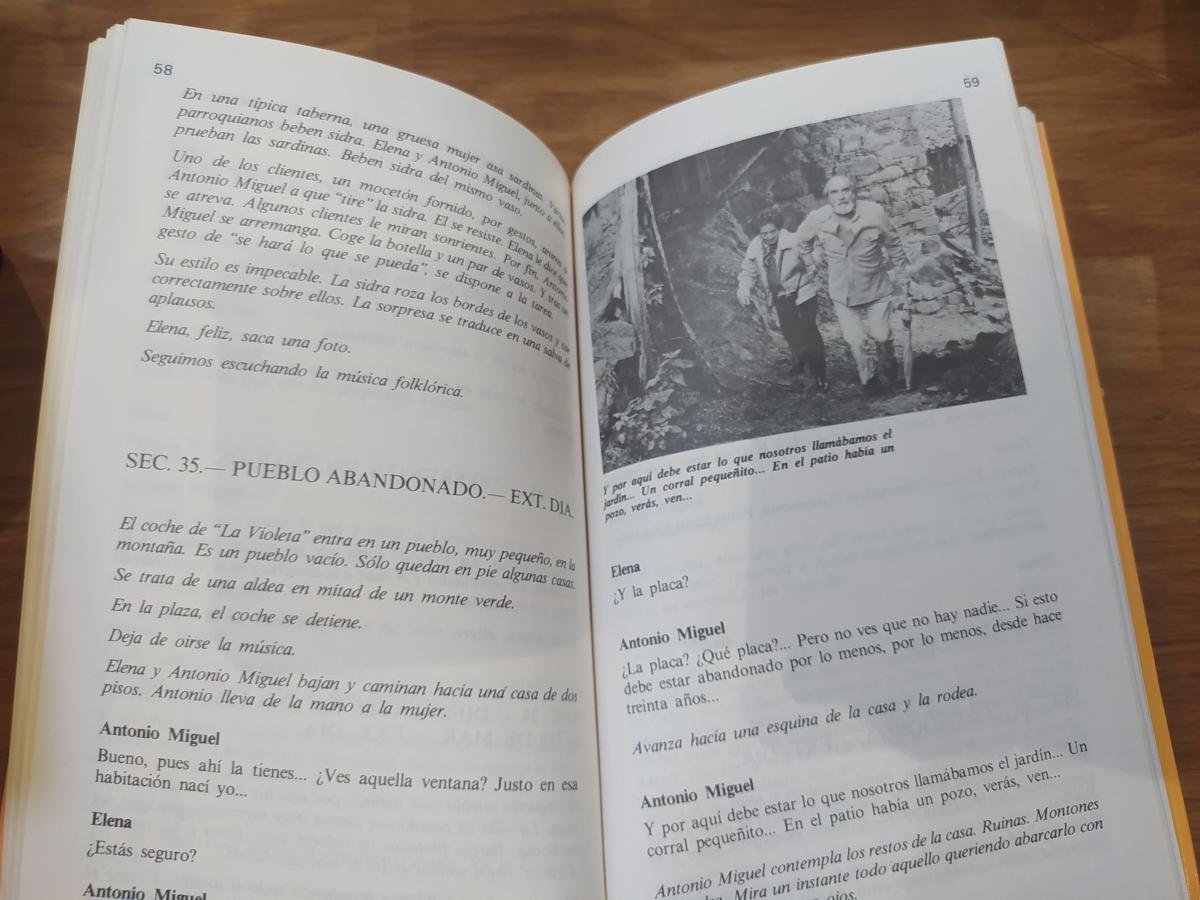 58
En una típica taberna, una gruesa mujer asa sardinas. Varios
parroquianos beben sidra. Elena y Antonio Miguel, junto a ellos,
prueban las sardinas. Beben sidra del mismo vaso.
Uno de los clientes, un mocetón fornido, por gestos, anima a
Antonio Miguel a que "tire" la sidra. El se resiste. Elena le dice que
se atreva. Algunos clientes le miran sonrientes. Por fin, Antonio
Miguel se arremanga. Coge la botella y un par de vasos. Y tras un
gesto de "se hará lo que se pueda", se dispone a la tarea.
Su estilo es impecable. La sidra roza los bordes de los vasos y cae
correctamente sobre ellos. La sorpresa se traduce en una salva de
aplausos.
Elena, feliz, saca una foto.
Seguimos escuchando la música folklórica.
SEC. 35.— PUEBLO ABANDONADO.— EXT. DIA.
El coche de "La Violeta" entra en un pueblo, muy pequeño, en la
montaña. Es un pueblo vacío. Sólo quedan en pie algunas casas.
Se trata de una aldea en mitad de un monte verde.
En la plaza, el coche se detiene.
Deja de oirse la música.
Elena y Antonio Miguel bajan y caminan hacia una casa de dos
pisos. Antonio lleva de la mano a la mujer.
Antonio Miguel
Bueno, pues ahí la tienes... ¿Ves aquella ventana? Justo en esa
habitación nací yo...
Elena
¿Estás seguro?
Antonio Miguel
59
Y por aquí debe estar lo que nosotros llamábamos el
jardín... Un corral pequeñito... En el patio había un
pozo, verás, ven...
Elena
¿Y la placa?
Antonio Miguel
¿La placa? ¿Qué placa?... Pero no ves que no hay nadie... Si esto
debe estar abandonado por lo menos, por lo menos, desde hace
treinta años...
Avanza hacia una esquina de la casa y la rodea.
Antonio Miguel
Y por aquí debe estar lo que nosotros llamábamos el jardín... Un
corral pequeñito... En el patio había un pozo, verás, ven...
Antonio Miguel contempla los restos de la casa. Ruinas. Montones
Mira un instante todo aquello queriendo abarcarlo con
ojos.